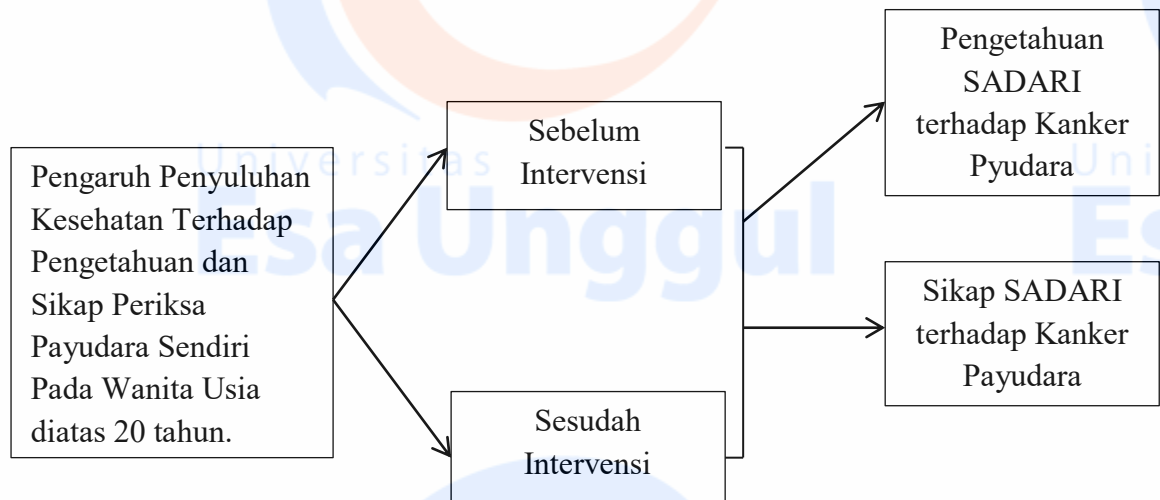 Pengaruh Penyuluhan
Kesehatan Terhadap
Pengetahuan dan
Sikap Periksa
Payudara Sendiri
Pada Wanita Usia
diatas 20 tahun.
Sebelum
Intervensi
Sesudah
Intervensi
Pengetahuan
SADARI
terhadap Kanker
Pyudara
Sikap SADARI
terhadap Kanker
Payudara
Universitas
Esa Unggul
Uni
Es